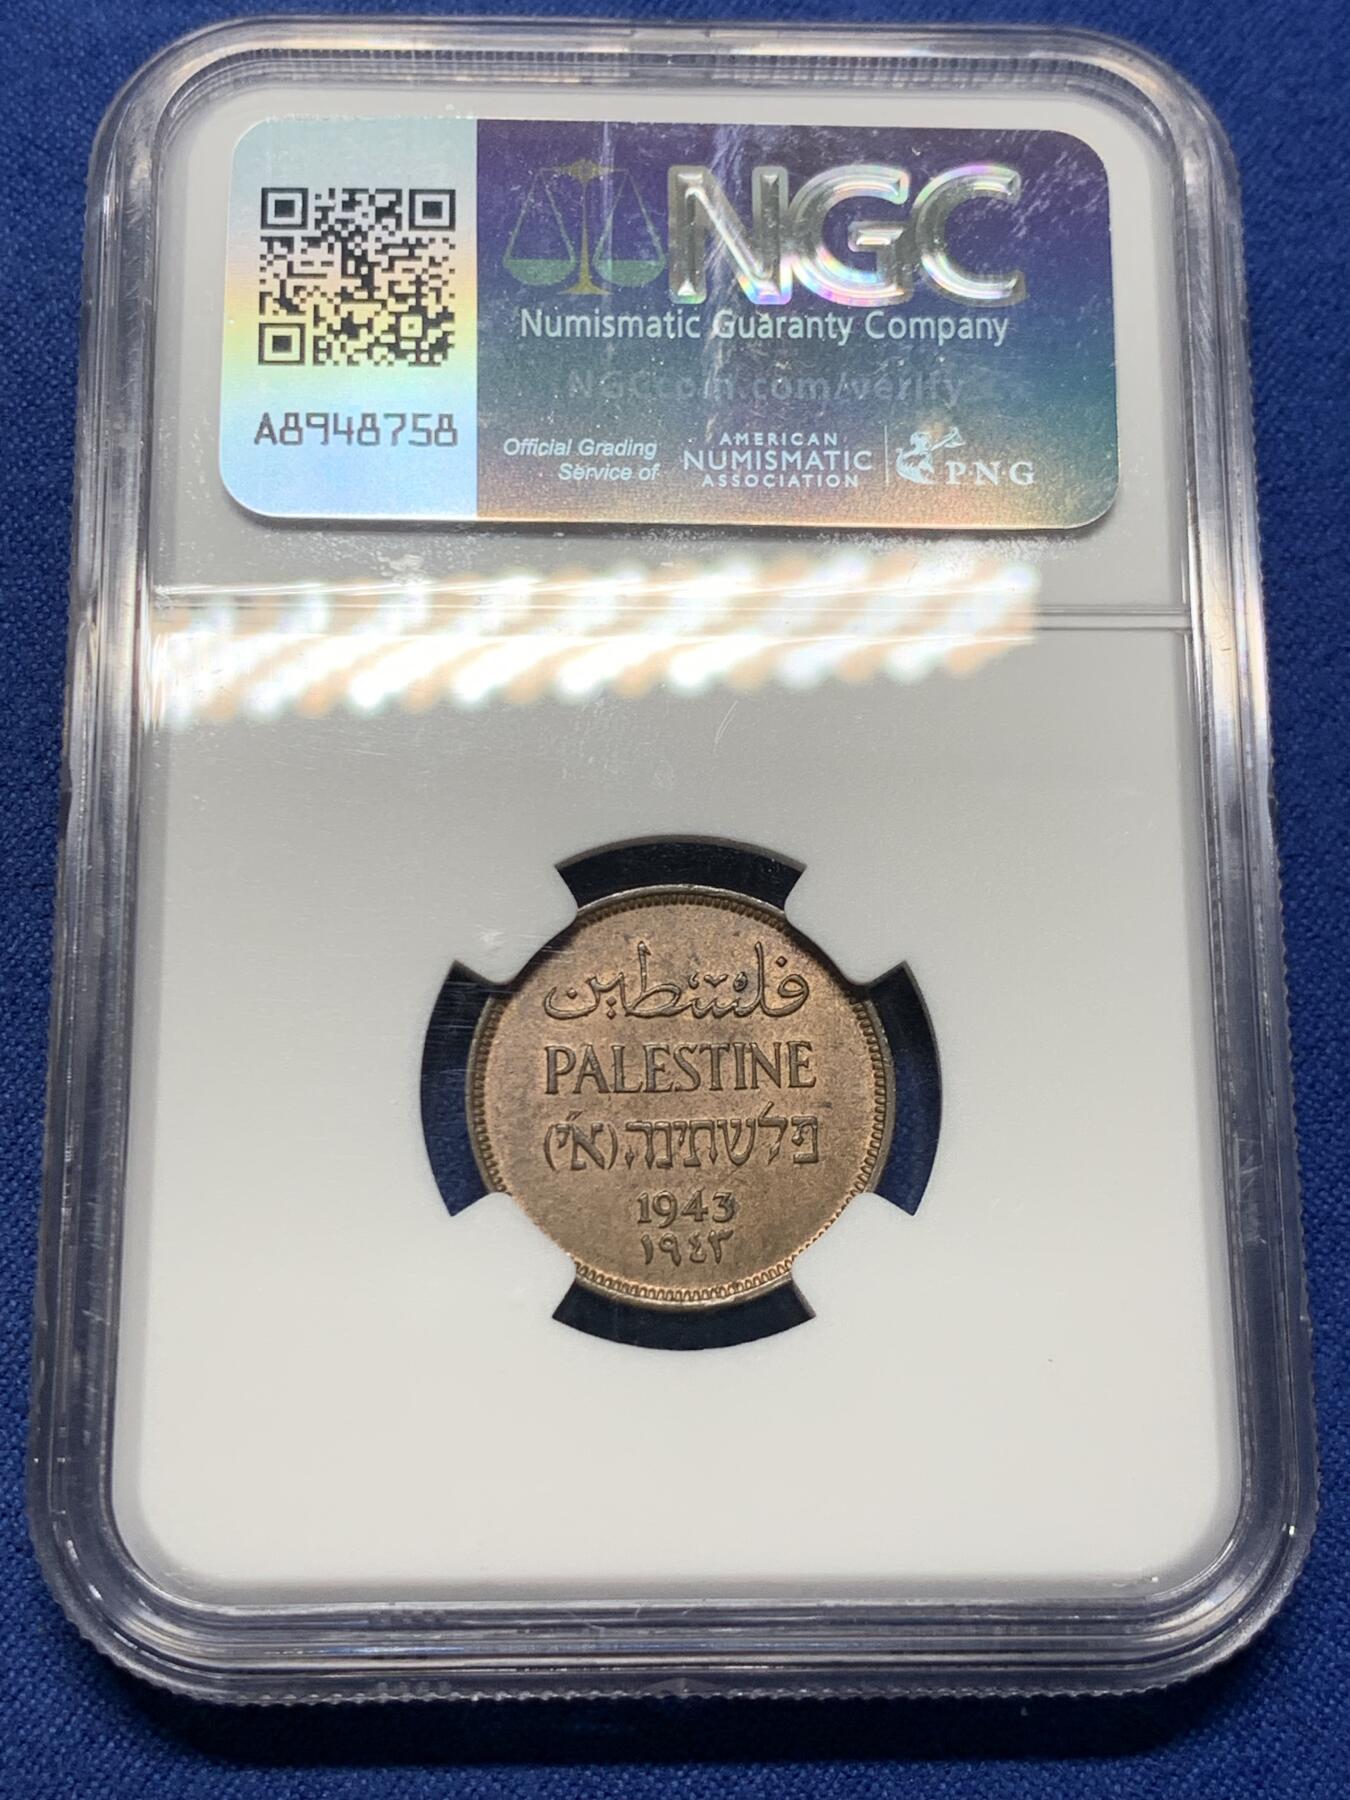 NGC
Numismatic Guaranty Company
A8948758
Official Grading
Service of
AMERICAN
NUMISMATIC
ASSOCIATION
PNG
فلسطين
PALESTINE
פלשתינה (א״י)
1943
١٩٤٣